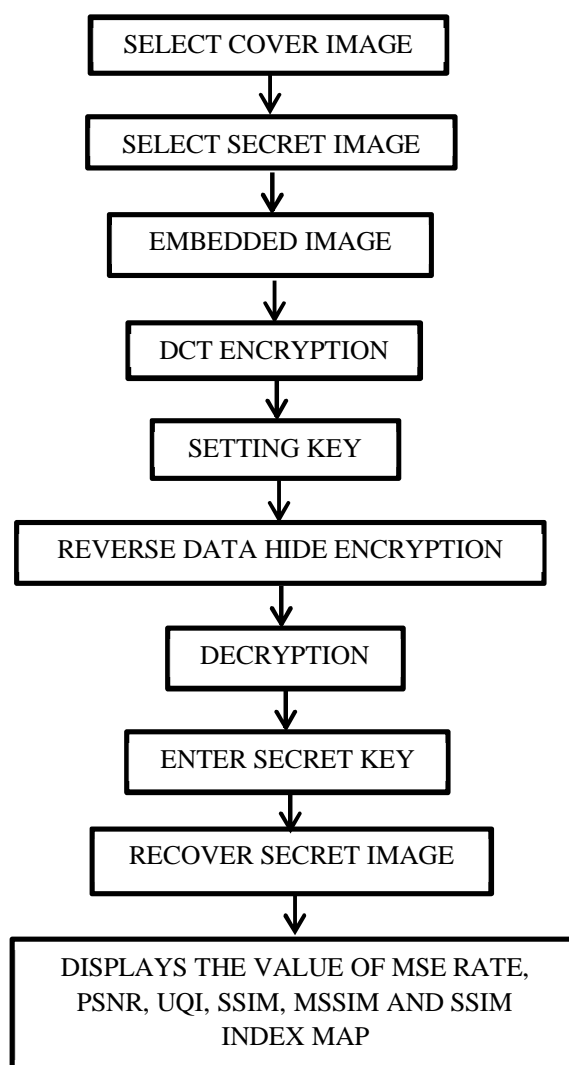 SELECT COVER IMAGE
SELECT SECRET IMAGE
EMBEDDED IMAGE
DCT ENCRYPTION
SETTING KEY
REVERSE DATA HIDE ENCRYPTION
DECRYPTION
ENTER SECRET KEY
RECOVER SECRET IMAGE
DISPLAYS THE VALUE OF MSE RATE,
PSNR, UQI, SSIM, MSSIM AND SSIM
INDEX MAP